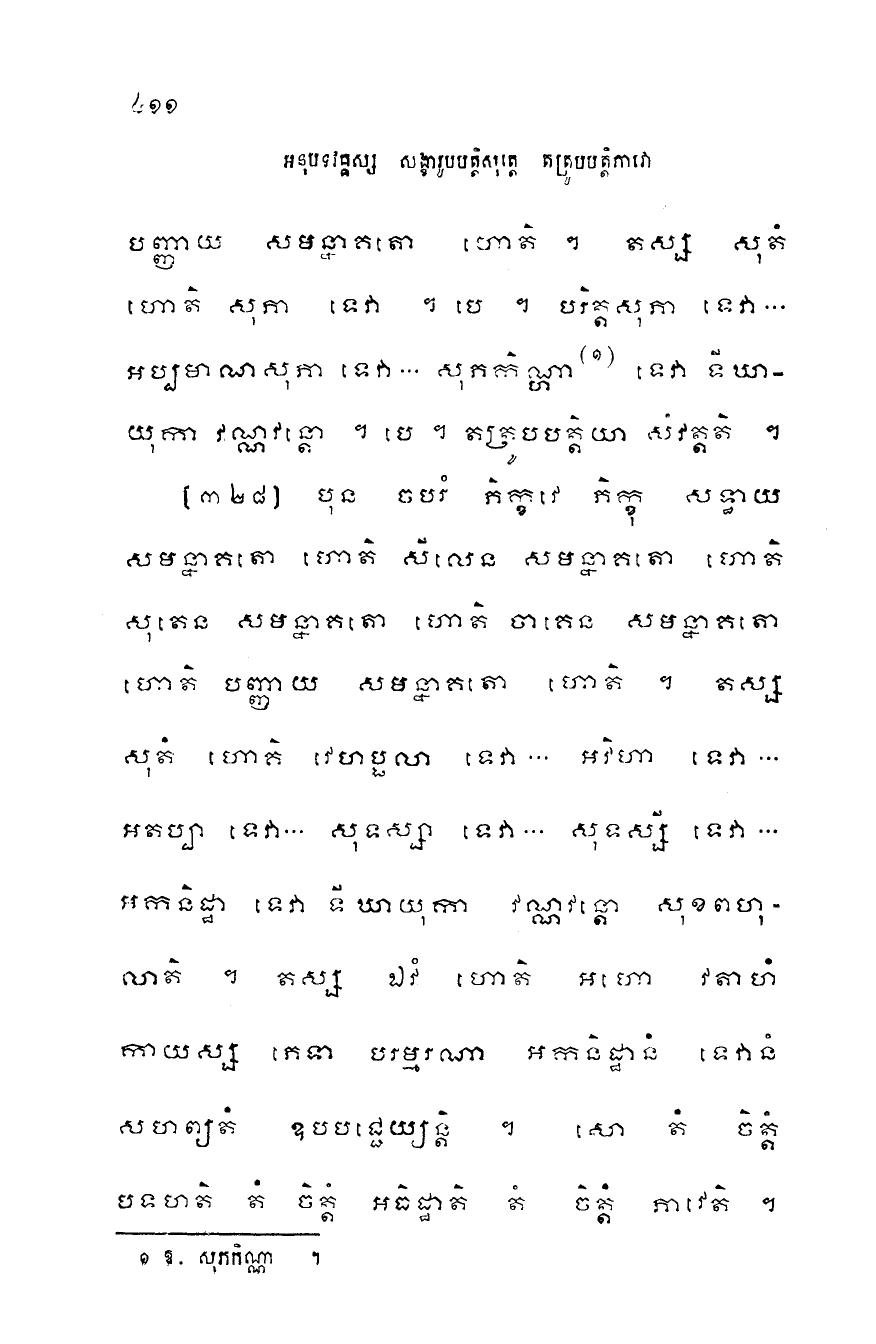 ៤១១
អនុបទវគ្គស្ស សង្ខារូបបត្តិសុត្តេ តត្រូបបត្តិភាវោ
បញ្ញាយ សមន្នាគតោ ហោតិ ។ តស្ស សុតំ
ហោតិ សុភា ទេវា ។ បេ ។ បរិត្តសុភា ទេវា ...
អប្បមាណសុភា ទេវា ... សុភកិណ្ហា (១) ទេវា ទីឃា-
យុកា វណ្ណវន្តោ ។ បេ ។ តត្រូបបត្តិយា សំវត្តតិ ។
[៣២៨] បុន ចបរំ ភិក្ខវេ ភិក្ខុ សទ្ធាយ
សមន្នាគតោ ហោតិ សីលេន សមន្នាគតោ ហោតិ
សុតេន សមន្នាគតោ ហោតិ ចាគេន សមន្នាគតោ
ហោតិ បញ្ញាយ សមន្នាគតោ ហោតិ ។ តស្ស
សុតំ ហោតិ វេហប្ផលា ទេវា ... អវិហា ទេវា ...
អតប្បា ទេវា ... សុទស្សា ទេវា ... សុទស្សី ទេវា ...
អកនិដ្ឋា ទេវា ទីឃាយុកា វណ្ណវន្តោ សុខពហុ-
លាតិ ។ តស្ស ឯវំ ហោតិ អហោ វតាហំ
កាយស្ស ភេទា បរម្មរណា អកនិដ្ឋានំ ទេវានំ
សហព្យតំ ឧបបជ្ជេយ្យន្តិ ។ សោ តំ ចិត្តំ
បទហតិ តំ ចិត្តំ អធិដ្ឋាតិ តំ ចិត្តំ ភាវេតិ ។
១ ឱ. សុភកិណ្ណា ។